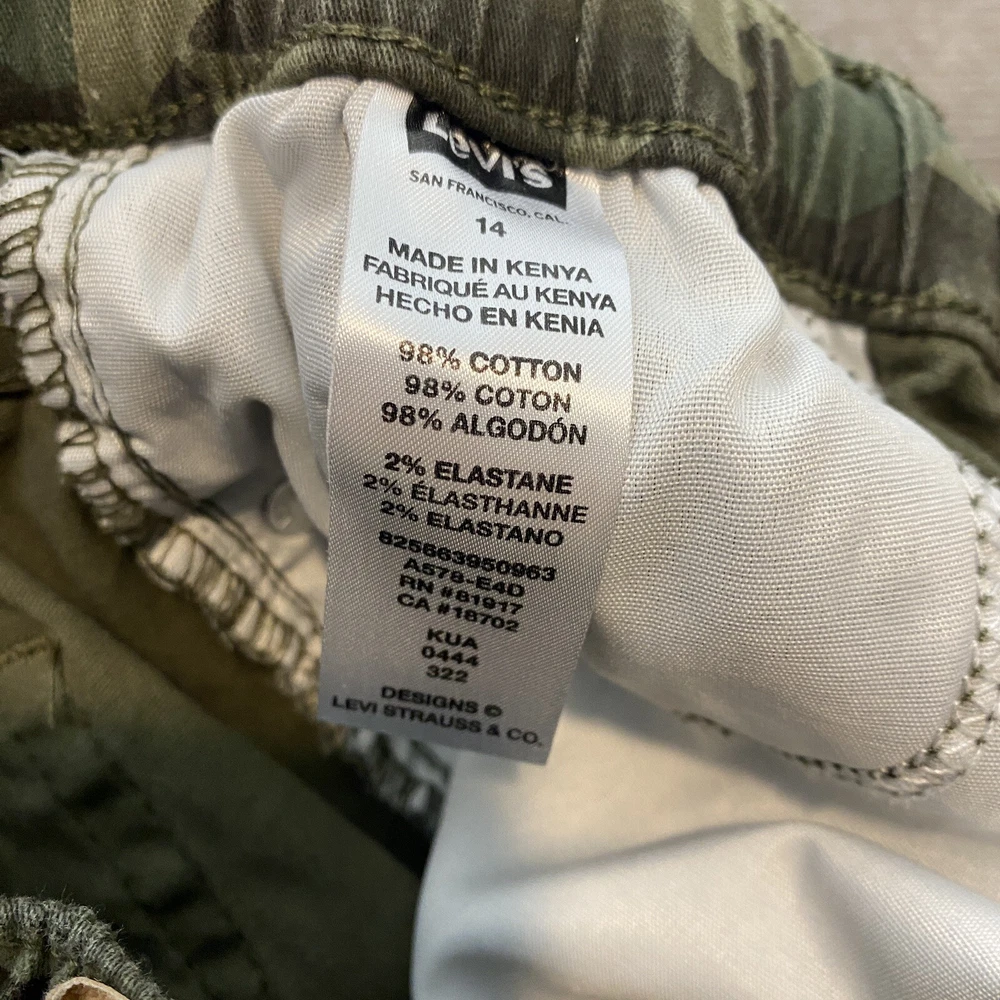 Levi's
SAN FRANCISCO, CAL.
14
MADE IN KENYA
FABRIQUÉ AU KENYA
HECHO EN KENIA
98% COTTON
98% COTON
98% ALGODÓN
2% ELASTANE
2% ÉLASTHANNE
2% ELASTANO
825663950963
A578-E4D
RN #81917
CA #18702
KUA
0444
322
DESIGNS ©
LEVI STRAUSS & CO.